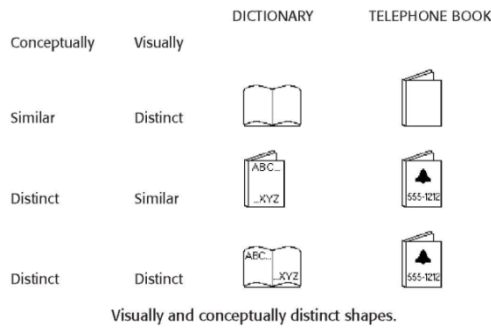 DICTIONARY TELEPHONE BOOK
Conceptually Visually
Similar Distinct
Distinct Similar ABC... ...XYZ 555-1212
Distinct Distinct ABC... ...XYZ 555-1212
Visually and conceptually distinct shapes.